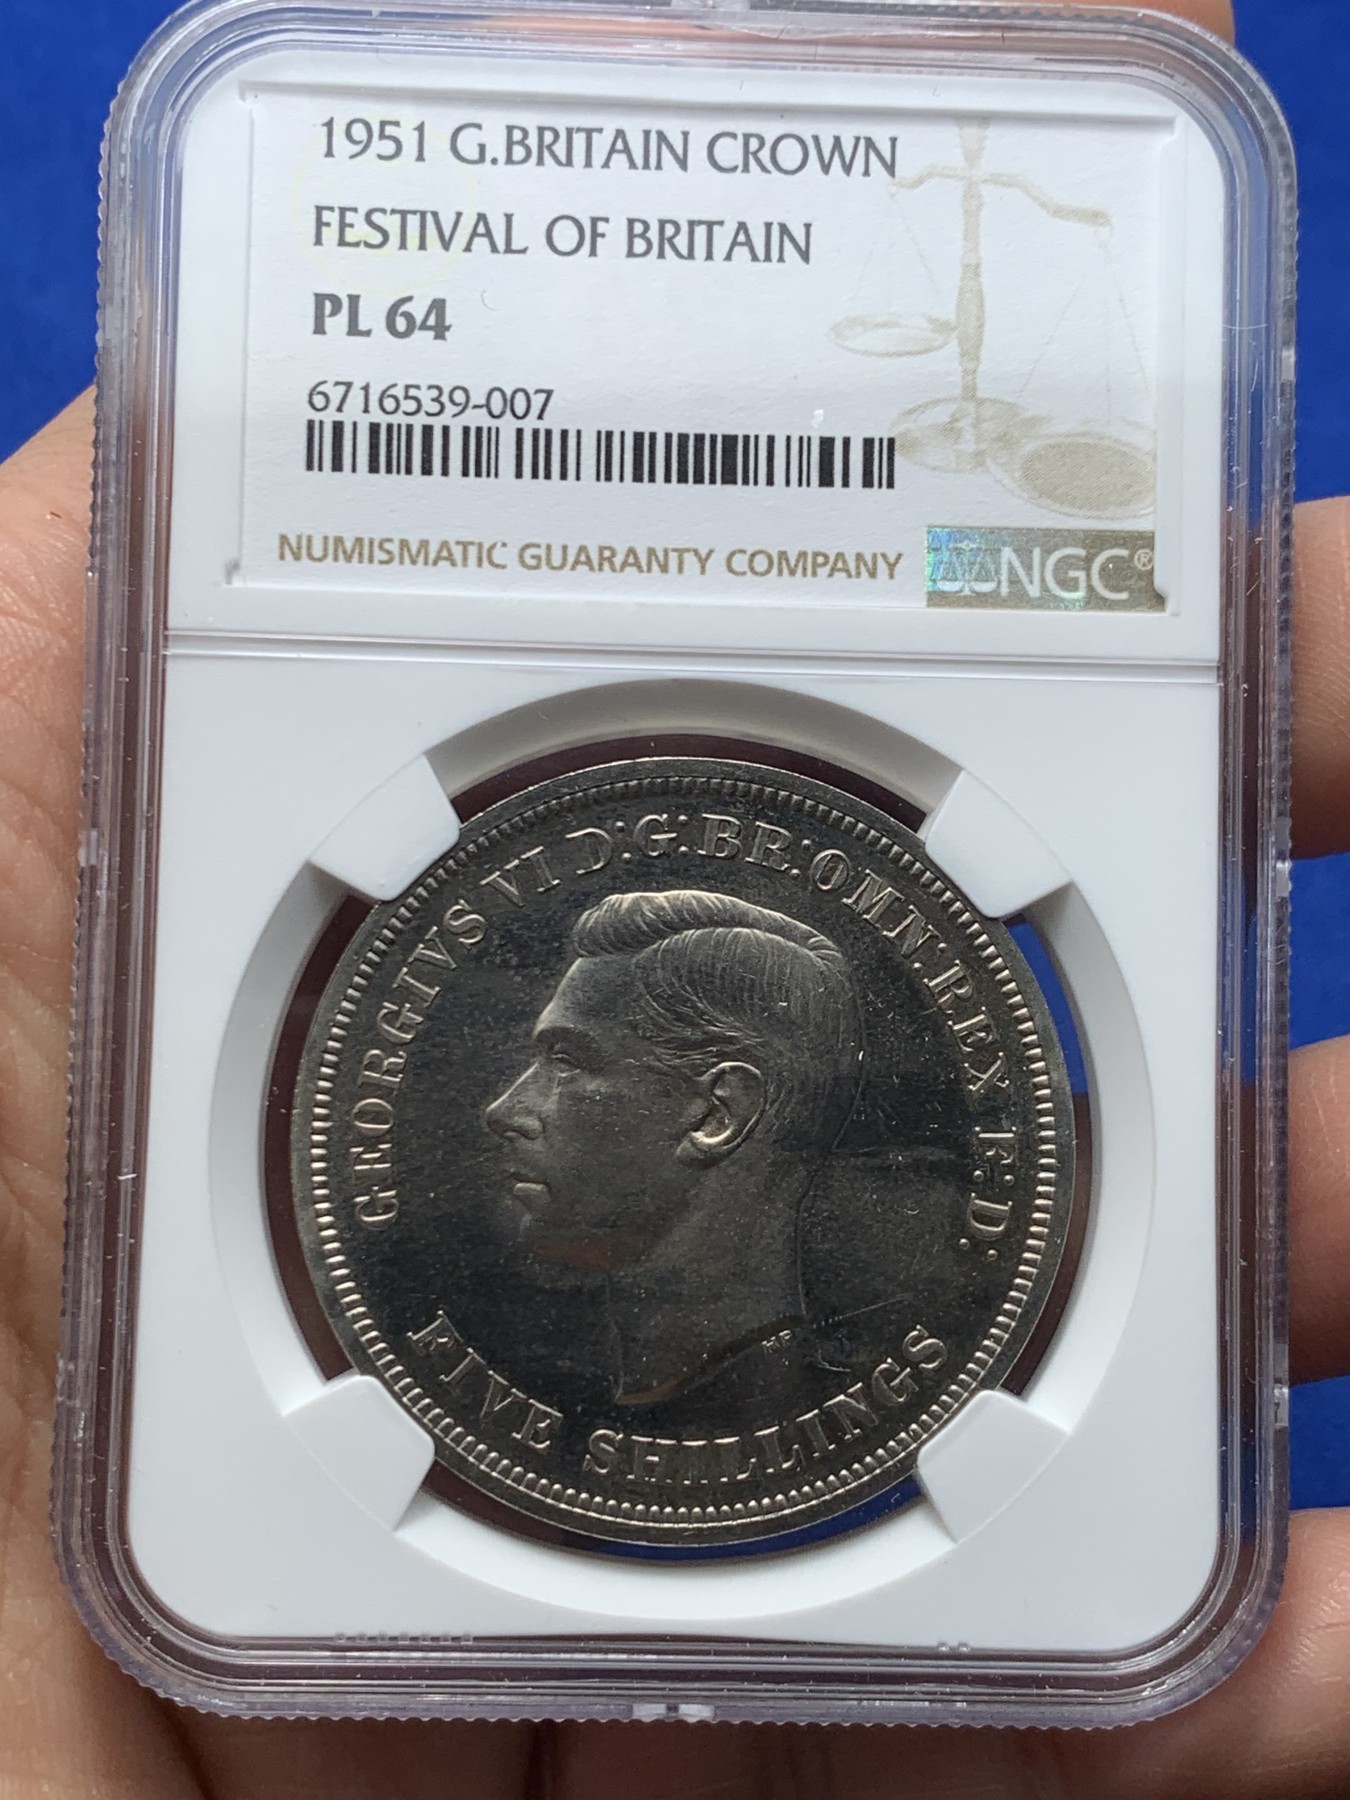 1951 G.BRITAIN CROWN
FESTIVAL OF BRITAIN
PL 64
6716539-007
NUMISMATIC GUARANTY COMPANY
NGC®
GEORGIVS VI D:G:BR:OMN:REX F:D:
HP
FIVE SHILLINGS